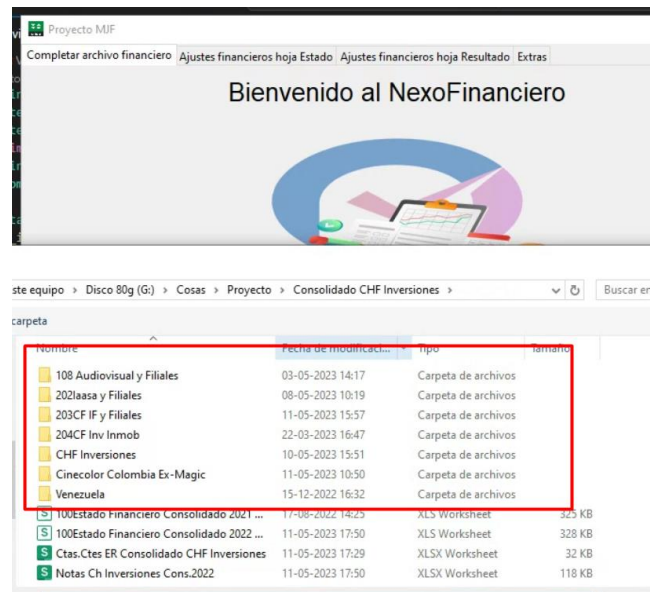 Proyecto MJF
Completar archivo financiero Ajustes financieros hoja Estado Ajustes financieros hoja Resultado Extras
Bienvenido al NexoFinanciero
ste equipo > Disco 80g (G:) > Cosas > Proyecto > Consolidado CHF Inversiones > Buscar en
carpeta
Nombre Fecha de modificaci... Tipo Tamaño
108 Audiovisual y Filiales 03-05-2023 14:17 Carpeta de archivos
202Iaasa y Filiales 08-05-2023 10:19 Carpeta de archivos
203CF IF y Filiales 11-05-2023 15:57 Carpeta de archivos
204CF Inv Inmob 22-03-2023 16:47 Carpeta de archivos
CHF Inversiones 10-05-2023 15:51 Carpeta de archivos
Cinecolor Colombia Ex-Magic 11-05-2023 10:50 Carpeta de archivos
Venezuela 15-12-2022 16:32 Carpeta de archivos
100Estado Financiero Consolidado 2021 ... 17-08-2022 14:25 XLS Worksheet 325 KB
100Estado Financiero Consolidado 2022 ... 11-05-2023 17:50 XLS Worksheet 328 KB
Ctas.Ctes ER Consolidado CHF Inversiones 11-05-2023 17:29 XLSX Worksheet 32 KB
Notas Ch Inversiones Cons.2022 11-05-2023 17:50 XLSX Worksheet 118 KB